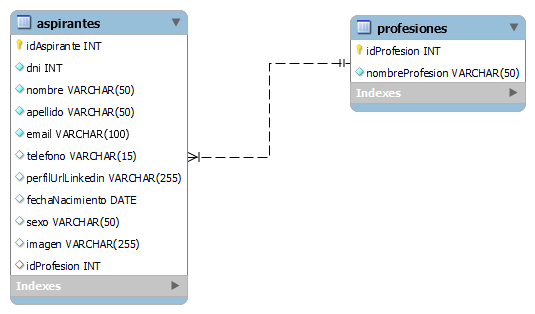 aspirantes
idAspirante INT
dni INT
nombre VARCHAR(50)
apellido VARCHAR(50)
email VARCHAR(100)
telefono VARCHAR(15)
perfilUrlLinkedin VARCHAR(255)
fechaNacimiento DATE
sexo VARCHAR(50)
imagen VARCHAR(255)
idProfesion INT
Indexes
profesiones
idProfesion INT
nombreProfesion VARCHAR(50)
Indexes